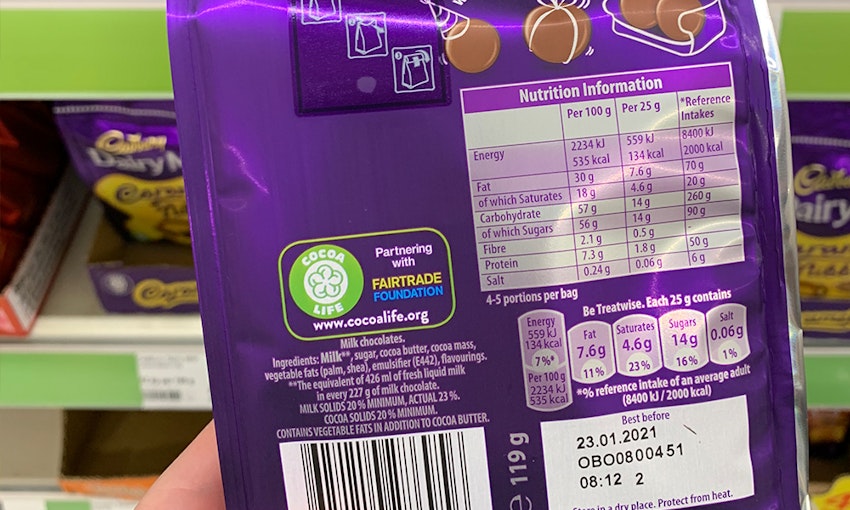 Nutrition Information
Per 100 g Per 25 g *Reference Intakes
Energy 2234 kJ 559 kJ 8400 kJ
535 kcal 134 kcal 2000 kcal
Fat 30 g 7.6 g 70 g
of which Saturates 18 g 4.6 g 20 g
Carbohydrate 57 g 14 g 260 g
of which Sugars 56 g 14 g 90 g
Fibre 2.1 g 0.5 g -
Protein 7.3 g 1.8 g 50 g
Salt 0.24 g 0.06 g 6 g
4-5 portions per bag
Be Treatwise. Each 25 g contains
Energy
559 kJ
134 kcal
7%*
Per 100 g
2234 kJ
535 kcal
Fat
7.6g
11%
Saturates
4.6g
23%
Sugars
14g
16%
Salt
0.06g
1%
*% reference intake of an average adult
(8400 kJ / 2000 kcal)
COCOA
LIFE
Partnering
with
FAIRTRADE
FOUNDATION
www.cocoalife.org
Milk chocolates.
Ingredients: Milk**, sugar, cocoa butter, cocoa mass,
vegetable fats (palm, shea), emulsifier (E442), flavourings.
**The equivalent of 426 ml of fresh liquid milk
in every 227 g of milk chocolate.
MILK SOLIDS 20 % MINIMUM, ACTUAL 23 %.
COCOA SOLIDS 20 % MINIMUM.
CONTAINS VEGETABLE FATS IN ADDITION TO COCOA BUTTER.
e 119g
Best before
23.01.2021
OBO0800451
08:12 2
Store in a dry place. Protect from heat.
Cadbury
Dairy